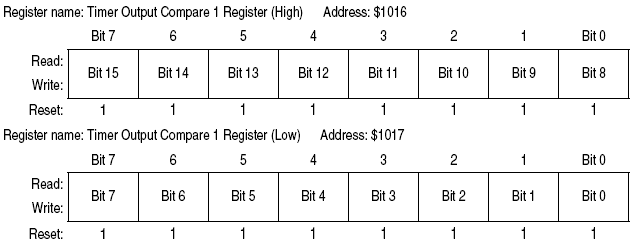 Register name: Timer Output Compare 1 Register (High) Address: $1016
Bit 7 6 5 4 3 2 1 Bit 0
Read:
Bit 15 Bit 14 Bit 13 Bit 12 Bit 11 Bit 10 Bit 9 Bit 8
Write:
Reset: 1 1 1 1 1 1 1 1
Register name: Timer Output Compare 1 Register (Low) Address: $1017
Bit 7 6 5 4 3 2 1 Bit 0
Read:
Bit 7 Bit 6 Bit 5 Bit 4 Bit 3 Bit 2 Bit 1 Bit 0
Write:
Reset: 1 1 1 1 1 1 1 1